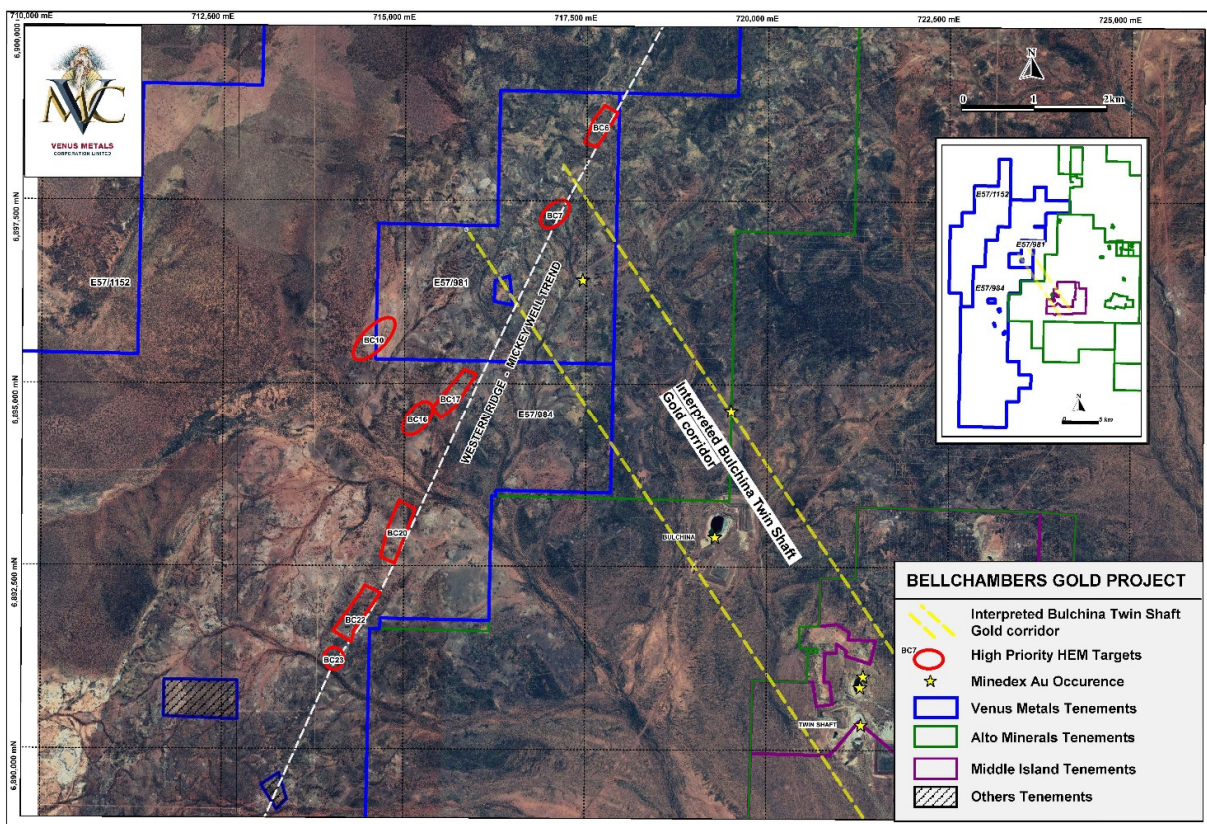 710,000 mE
712,500 mE
715,000 mE
717,500 mE
720,000 mE
722,500 mE
725,000 mE
6,900,000 mN
6,897,500 mN
6,895,000 mN
6,892,500 mN
6,890,000 mN
VMC
VENUS METALS
CORPORATION LIMITED
N
0 1 2km
E57/1152
E57/981
E57/984
N
0 5 km
BC6
BC7
E57/1152
E57/981
BC10
BC17
BC16
E57/984
WESTERN RIDGE - MICKEY WELL TREND
Interpreted Bulchina Twin Shaft
Gold corridor
BC20
BULCHINA
BC22
BC23
TWIN SHAFT
BELLCHAMBERS GOLD PROJECT
Interpreted Bulchina Twin Shaft
Gold corridor
BC7
High Priority HEM Targets
Minedex Au Occurence
Venus Metals Tenements
Alto Minerals Tenements
Middle Island Tenements
Others Tenements